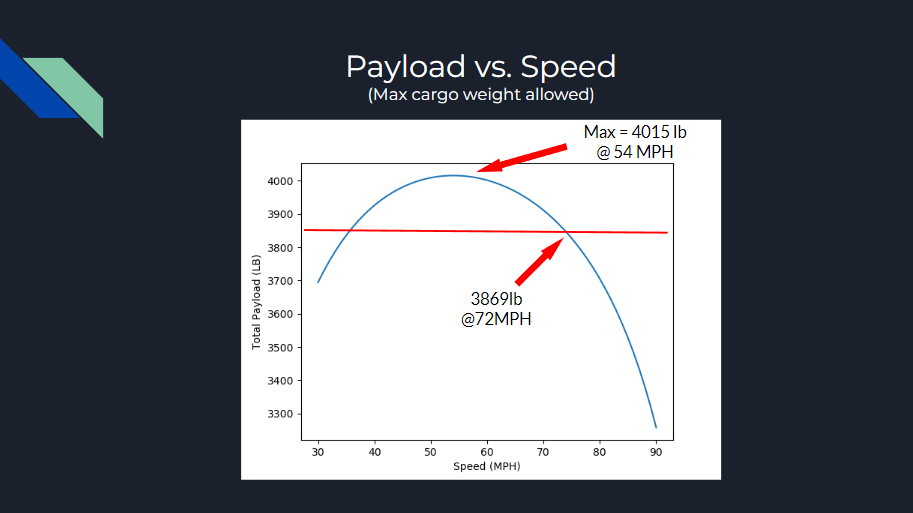 Payload vs. Speed
(Max cargo weight allowed)
Max = 4015 lb
@ 54 MPH
4000
3900
3800
3700
3600
3500
3400
3300
Total Payload (LB)
3869lb
@72MPH
30 40 50 60 70 80 90
Speed (MPH)